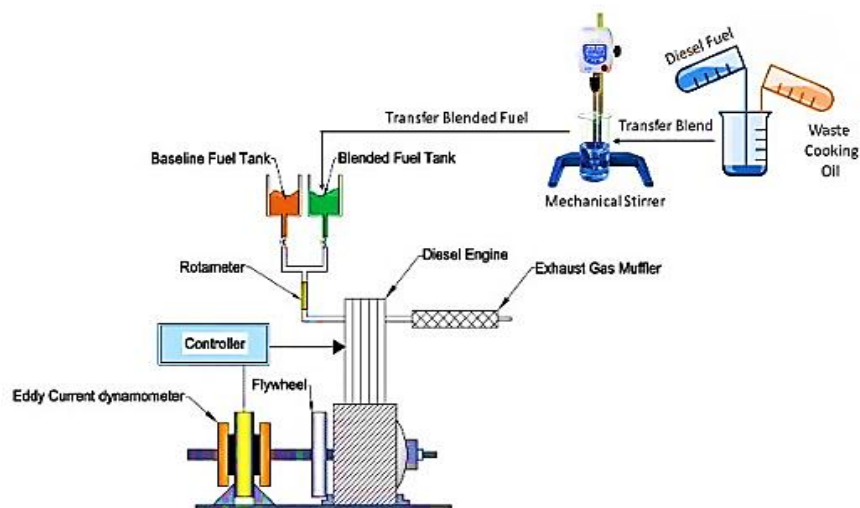 Diesel Fuel
Transfer Blended Fuel
Transfer Blend
Waste
Cooking
Oil
Baseline Fuel Tank
Blended Fuel Tank
Mechanical Stirrer
Diesel Engine
Exhaust Gas Muffler
Rotameter
Controller
Flywheel
Eddy Current dynamometer